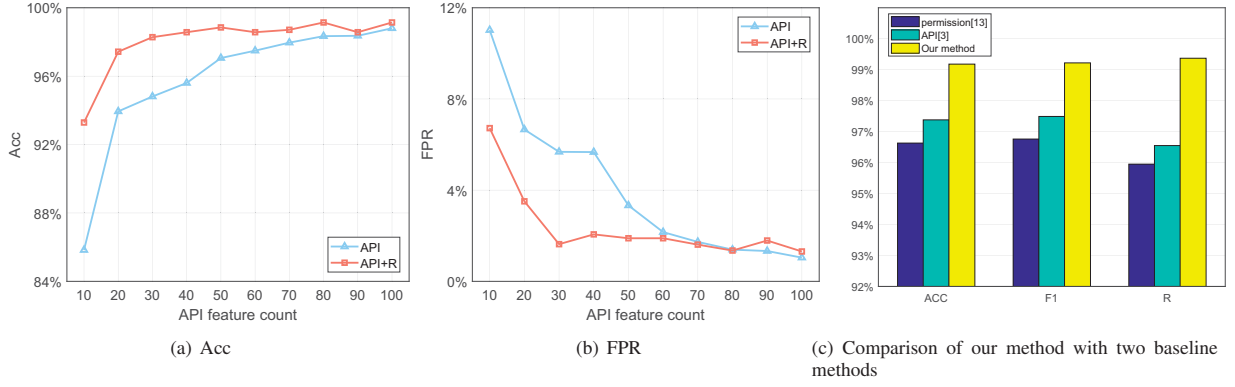 100%
96%
92%
88%
84%
Acc
10 20 30 40 50 60 70 80 90 100
API feature count
API
API+R
(a) Acc
12%
8%
4%
0%
FPR
10 20 30 40 50 60 70 80 90 100
API feature count
API
API+R
(b) FPR
permission[13]
API[3]
Our method
100%
99%
98%
97%
96%
95%
94%
93%
92%
ACC F1 R
(c) Comparison of our method with two baseline
methods